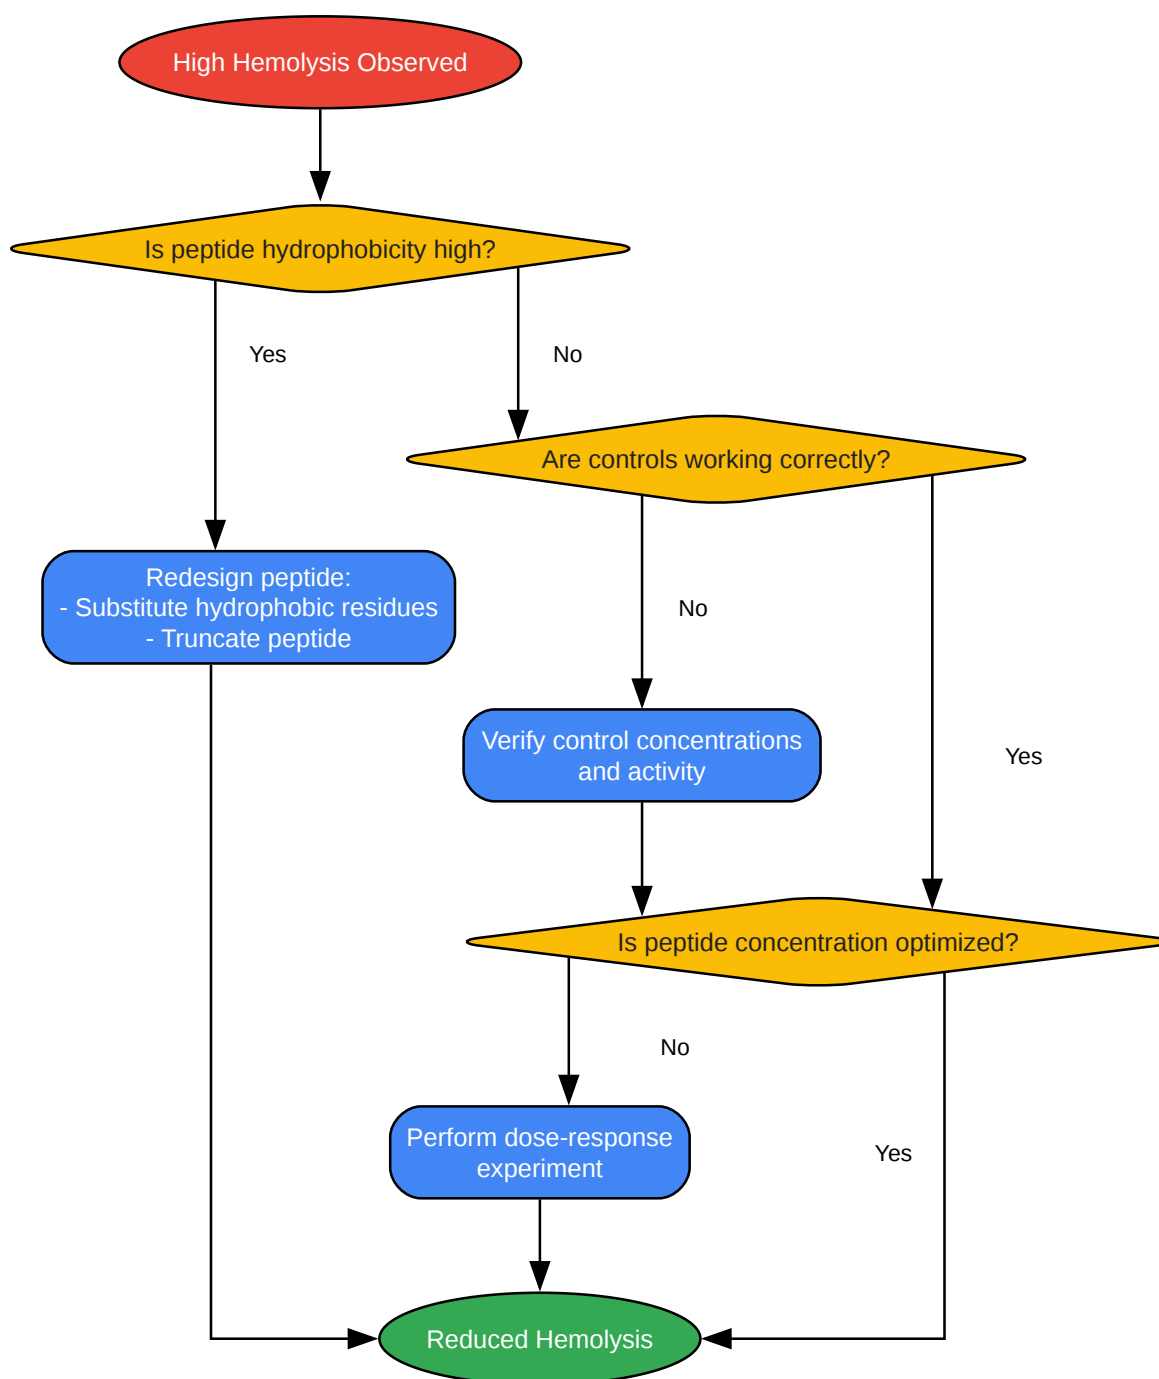 High Hemolysis Observed
Is peptide hydrophobicity high?
Yes
No
Are controls working correctly?
Redesign peptide:
- Substitute hydrophobic residues
- Truncate peptide
No
Verify control concentrations
and activity
Yes
Is peptide concentration optimized?
No
Perform dose-response
experiment
Yes
Reduced Hemolysis